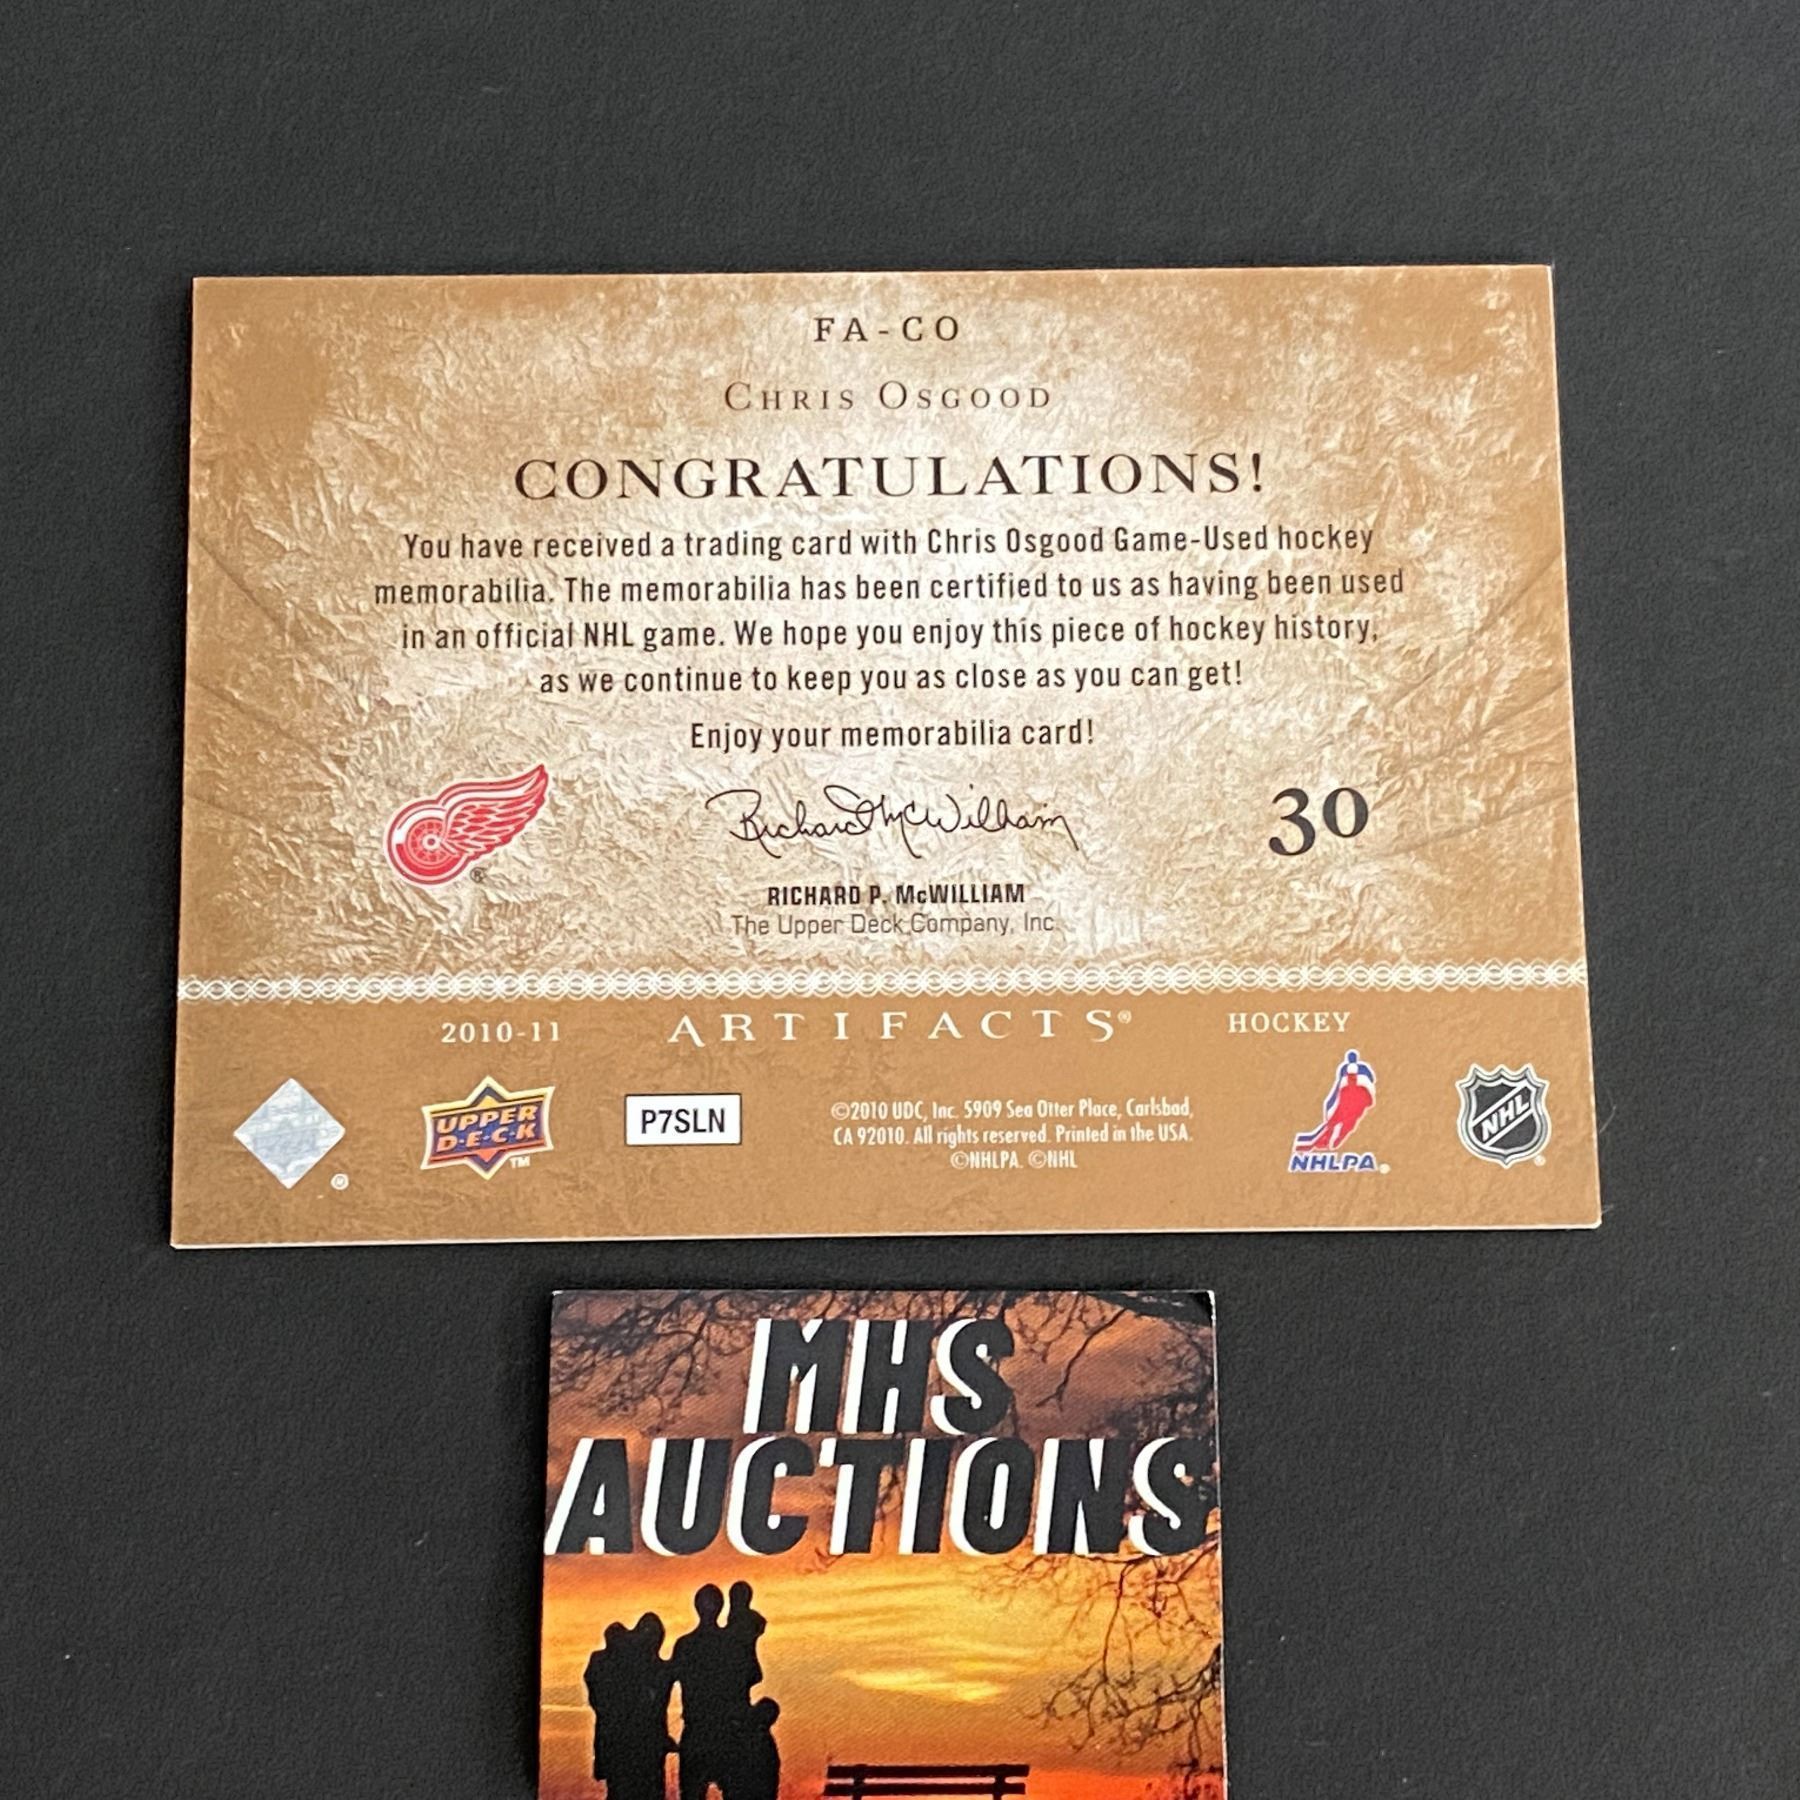 FA-CO
CHRIS OSGOOD
CONGRATULATIONS!
You have received a trading card with Chris Osgood Game-Used hockey
memorabilia. The memorabilia has been certified to us as having been used
in an official NHL game. We hope you enjoy this piece of hockey history,
as we continue to keep you as close as you can get!
Enjoy your memorabilia card!
®
Richard McWilliam
30
RICHARD P. McWILLIAM
The Upper Deck Company, Inc.
2010-11 ARTIFACTS® HOCKEY
®
UPPER
D·E·C·K
TM
P7SLN
©2010 UDC, Inc. 5909 Sea Otter Place, Carlsbad,
CA 92010. All rights reserved. Printed in the USA.
©NHLPA. ©NHL
NHLPA®
NHL
®
MHS
AUCTIONS